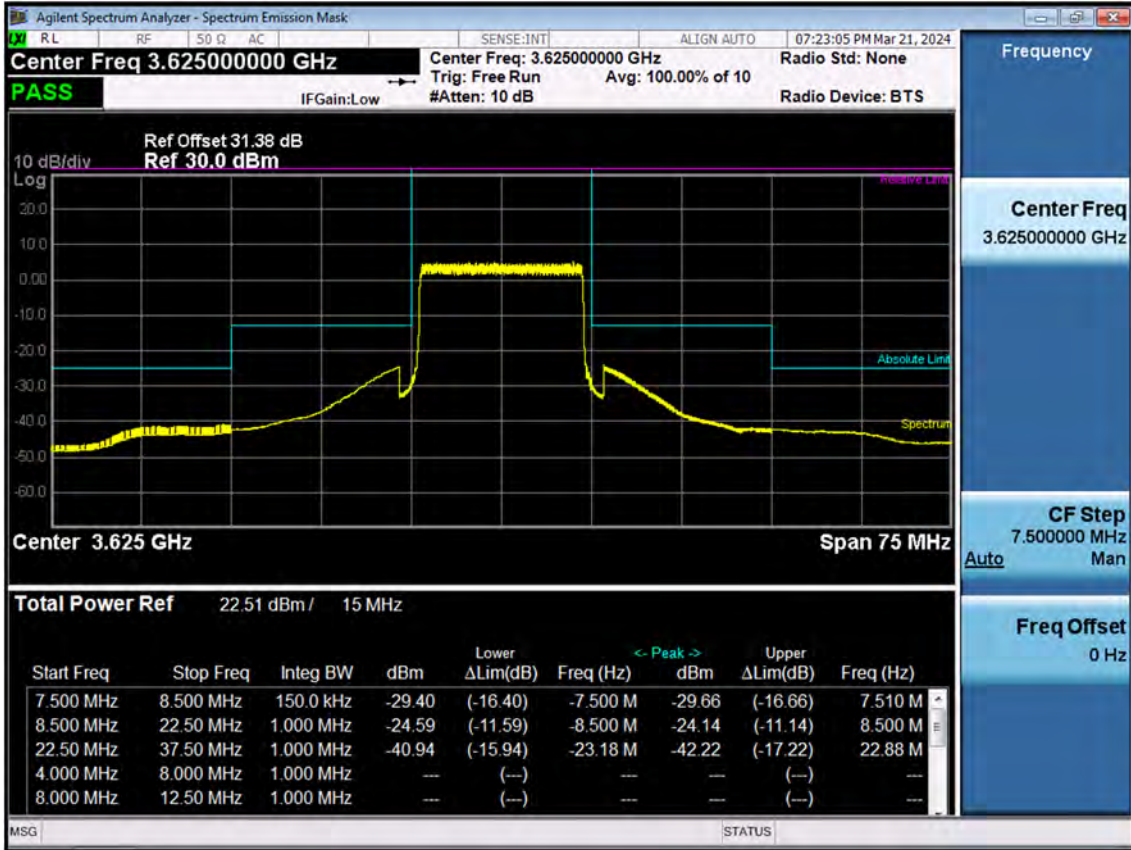 Agilent Spectrum Analyzer - Spectrum Emission Mask
LXI RL RF 50 Ω AC SENSE:INT ALIGN AUTO 07:23:05 PM Mar 21, 2024
Center Freq 3.625000000 GHz Center Freq: 3.625000000 GHz Radio Std: None
Trig: Free Run Avg: 100.00% of 10
PASS IFGain:Low #Atten: 10 dB Radio Device: BTS
Ref Offset 31.38 dB
10 dB/div Ref 30.0 dBm
Log
Relative Limit
20.0
10.0
0.00
-10.0
-20.0
Absolute Limit
-30.0
-40.0
Spectrum
-50.0
-60.0
Center 3.625 GHz Span 75 MHz
Total Power Ref 22.51 dBm / 15 MHz
Lower <- Peak -> Upper
Start Freq Stop Freq Integ BW dBm ΔLim(dB) Freq (Hz) dBm ΔLim(dB) Freq (Hz)
7.500 MHz 8.500 MHz 150.0 kHz -29.40 (-16.40) -7.500 M -29.66 (-16.66) 7.510 M
8.500 MHz 22.50 MHz 1.000 MHz -24.59 (-11.59) -8.500 M -24.14 (-11.14) 8.500 M
22.50 MHz 37.50 MHz 1.000 MHz -40.94 (-15.94) -23.18 M -42.22 (-17.22) 22.88 M
4.000 MHz 8.000 MHz 1.000 MHz --- (---) --- --- (---) ---
8.000 MHz 12.50 MHz 1.000 MHz --- (---) --- --- (---) ---
MSG STATUS
Frequency
Center Freq
3.625000000 GHz
CF Step
7.500000 MHz
Auto Man
Freq Offset
0 Hz